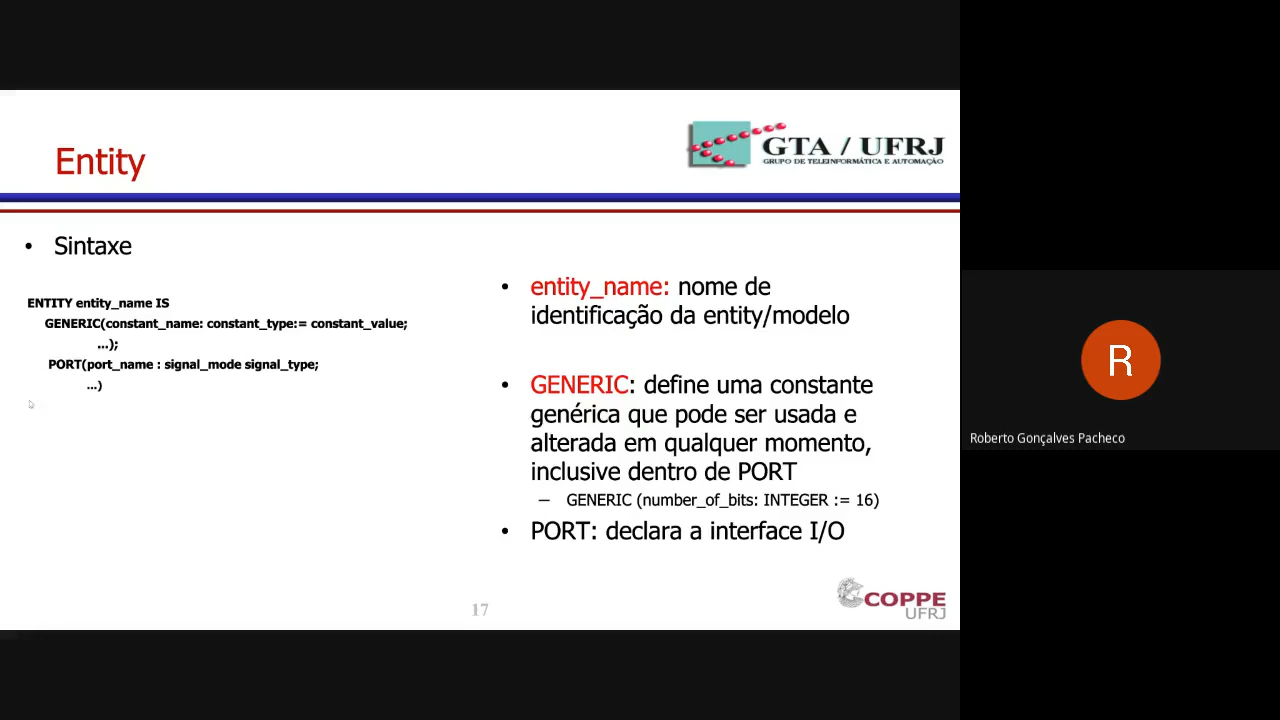 Entity
GTA / UFRJ
GRUPO DE TELEINFORMÁTICA E AUTOMAÇÃO
• Sintaxe
ENTITY entity_name IS
GENERIC(constant_name: constant_type:= constant_value;
...);
PORT(port_name : signal_mode signal_type;
...)
• entity_name: nome de
identificação da entity/modelo
• GENERIC: define uma constante
genérica que pode ser usada e
alterada em qualquer momento,
inclusive dentro de PORT
– GENERIC (number_of_bits: INTEGER := 16)
• PORT: declara a interface I/O
17
COPPE
UFRJ
R
Roberto Gonçalves Pacheco